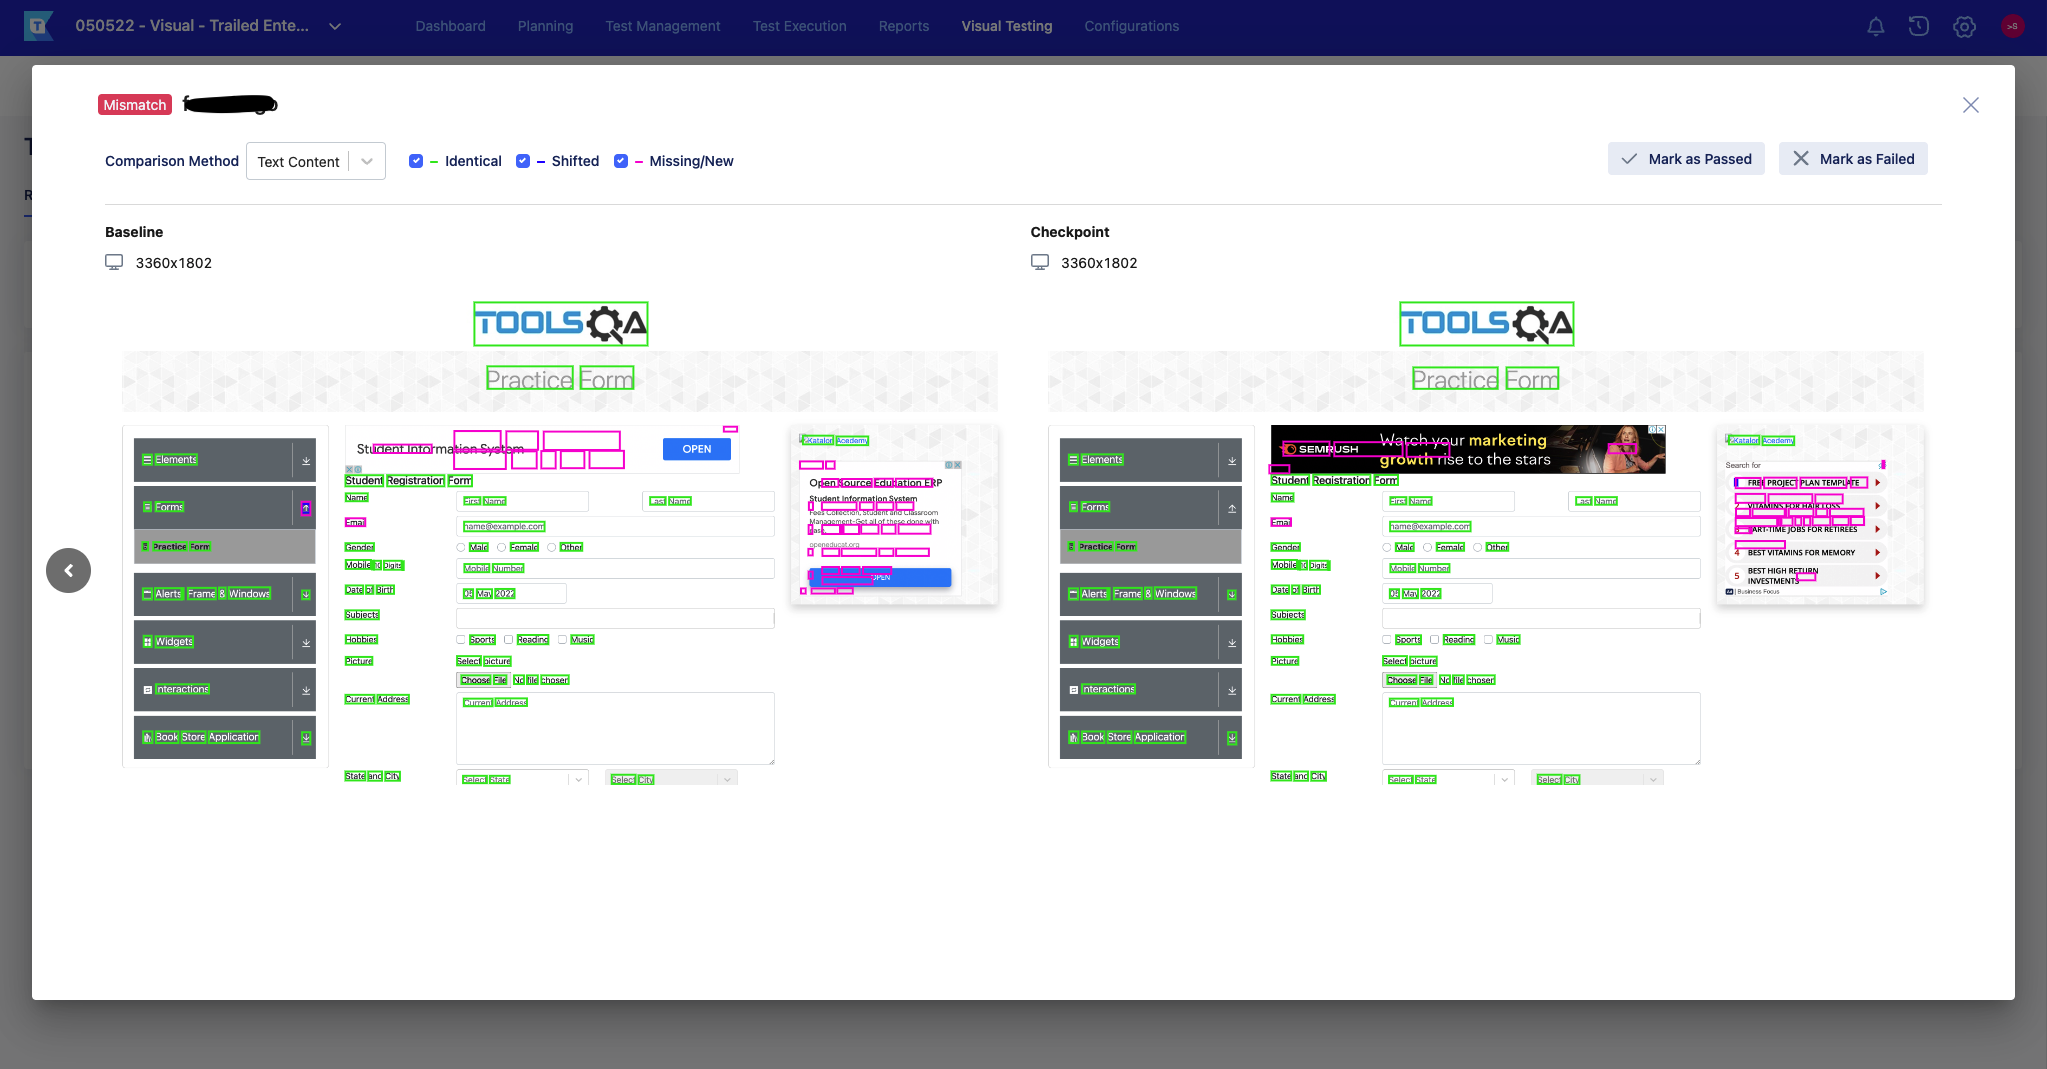 050522 - Visual - Trailed Ente...
Dashboard
Planning
Test Management
Test Execution
Reports
Visual Testing
Configurations
>S
Mismatch
Comparison Method
Text Content
Identical
Shifted
Missing/New
Mark as Passed
Mark as Failed
Baseline
3360x1802
TOOLSQA
Practice Form
Elements
Forms
Practice Form
Alerts, Frame & Windows
Widgets
Interactions
Book Store Application
Student Information System
OPEN
Student Registration Form
Name
First Name
Last Name
Email
name@example.com
Gender
Male
Female
Other
Mobile(10 Digits)
Mobile Number
Date of Birth
05 May 2022
Subjects
Hobbies
Sports
Reading
Music
Picture
Select picture
Choose File
No file chosen
Current Address
Current Address
State and City
Select State
Select City
Katalon Academy
Open Source Education ERP
Student Information System
Fees Collection, Student and Classroom
Management-Get all of these done with
ease
openeducat.org
OPEN
Checkpoint
3360x1802
TOOLSQA
Practice Form
Elements
Forms
Practice Form
Alerts, Frame & Windows
Widgets
Interactions
Book Store Application
SEMRUSH
Watch your marketing
growth rise to the stars
Student Registration Form
Name
First Name
Last Name
Email
name@example.com
Gender
Male
Female
Other
Mobile(10 Digits)
Mobile Number
Date of Birth
05 May 2022
Subjects
Hobbies
Sports
Reading
Music
Picture
Select picture
Choose File
No file chosen
Current Address
Current Address
State and City
Select State
Select City
Katalon Academy
Search for
FREE PROJECT PLAN TEMPLATE
VITAMINS FOR HAIR LOSS
PART-TIME JOBS FOR RETIREES
4 BEST VITAMINS FOR MEMORY
5 BEST HIGH RETURN
INVESTMENTS
Ad | Business Focus